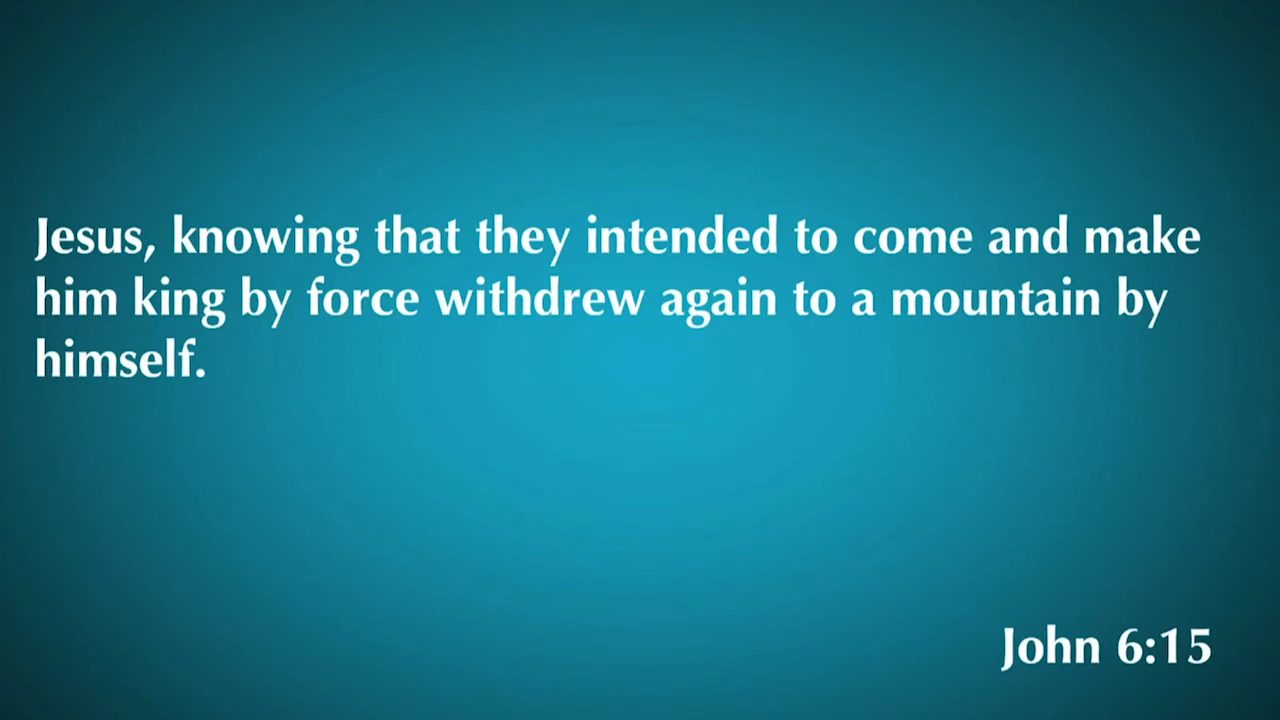 Jesus, knowing that they intended to come and make
him king by force withdrew again to a mountain by
himself.
John 6:15